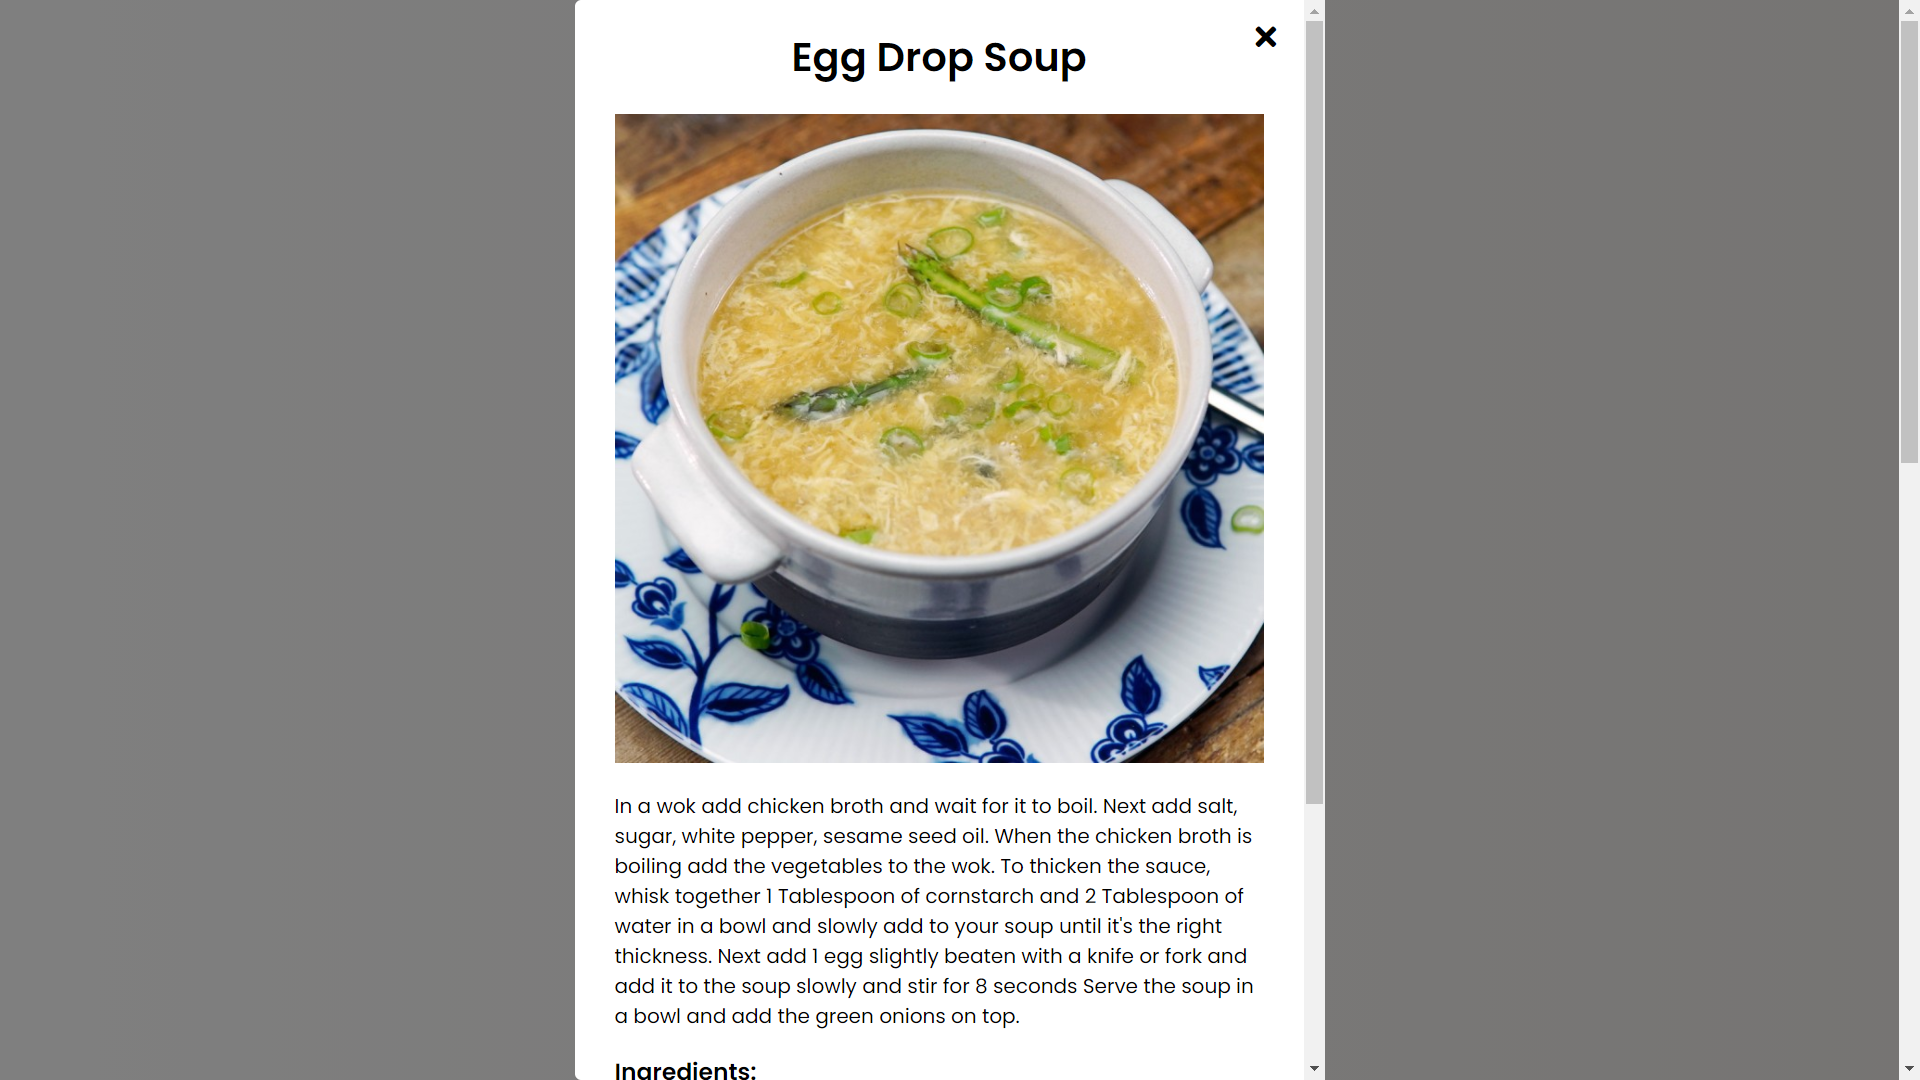 Egg Drop Soup
In a wok add chicken broth and wait for it to boil. Next add salt,
sugar, white pepper, sesame seed oil. When the chicken broth is
boiling add the vegetables to the wok. To thicken the sauce,
whisk together 1 Tablespoon of cornstarch and 2 Tablespoon of
water in a bowl and slowly add to your soup until it's the right
thickness. Next add 1 egg slightly beaten with a knife or fork and
add it to the soup slowly and stir for 8 seconds Serve the soup in
a bowl and add the green onions on top.
Ingredients: